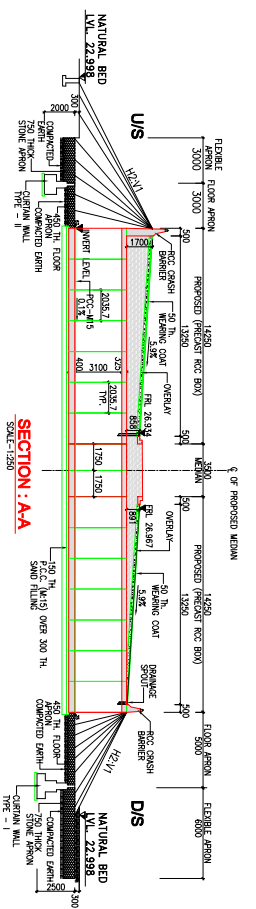 FLEXIBLE
APRON
3000
FLOOR APRON
3000
14250
PROPOSED (PRECAST RCC BOX)
13250
3500
MEDIAN
℄ OF PROPOSED MEDIAN
14250
PROPOSED (PRECAST RCC BOX)
13250
FLOOR APRON
5000
FLEXIBLE APRON
6000
500
500
500
500
U/S
D/S
NATURAL BED
LVL. 22.998
NATURAL BED
LVL. 22.998
H2:V1
H2:V1
RCC CRASH
BARRIER
50 Th.
WEARING COAT
5.9%
OVERLAY
FRL 26.934
858
1700
OVERLAY
FRL 26.967
891
50 Th.
WEARING COAT
5.9%
DRAINAGE
SPOUT
RCC CRASH
BARRIER
300
2000
300
2500
INVERT LEVEL
PCC-M15
0.1%
2035.7
2035.7
TYP.
325
3100
400
1750
1750
COMPACTED
EARTH
750 THICK
STONE APRON
CURTAIN WALL
TYPE - II
COMPACTED EARTH
450 TH. FLOOR
APRON
150 TH.
P.C.C. (M:15) OVER 300 TH.
SAND FILLING
450 TH. FLOOR
APRON
COMPACTED EARTH
COMPACTED EARTH
750 THICK
STONE APRON
CURTAIN WALL
TYPE - I
SECTION : A-A
SCALE-1:250